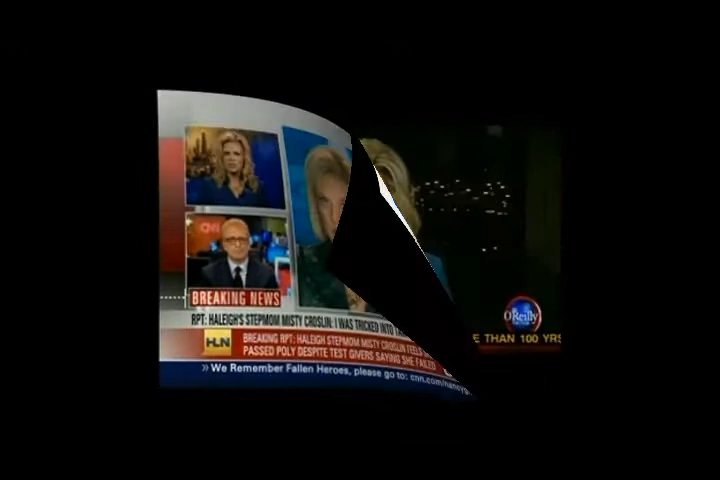 CNN
BREAKING NEWS
RPT: HALEIGH'S STEPMOM MISTY CROSLIN: I WAS TRICKED INTO
HLN
BREAKING RPT: HALEIGH STEPMOM MISTY CROSLIN FEELS
PASSED POLY DESPITE TEST GIVERS SAYING SHE FAILED
» We Remember Fallen Heroes, please go to: cnn.com/nancyg
O'Reilly
E THAN 100 YRS